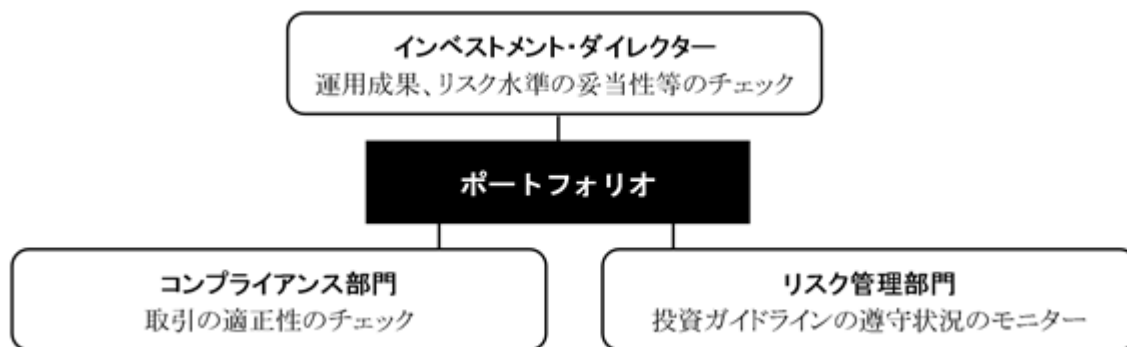 インベストメント・ダイレクター
運用成果、リスク水準の妥当性等のチェック
ポートフォリオ
コンプライアンス部門
取引の適正性のチェック
リスク管理部門
投資ガイドラインの遵守状況のモニター